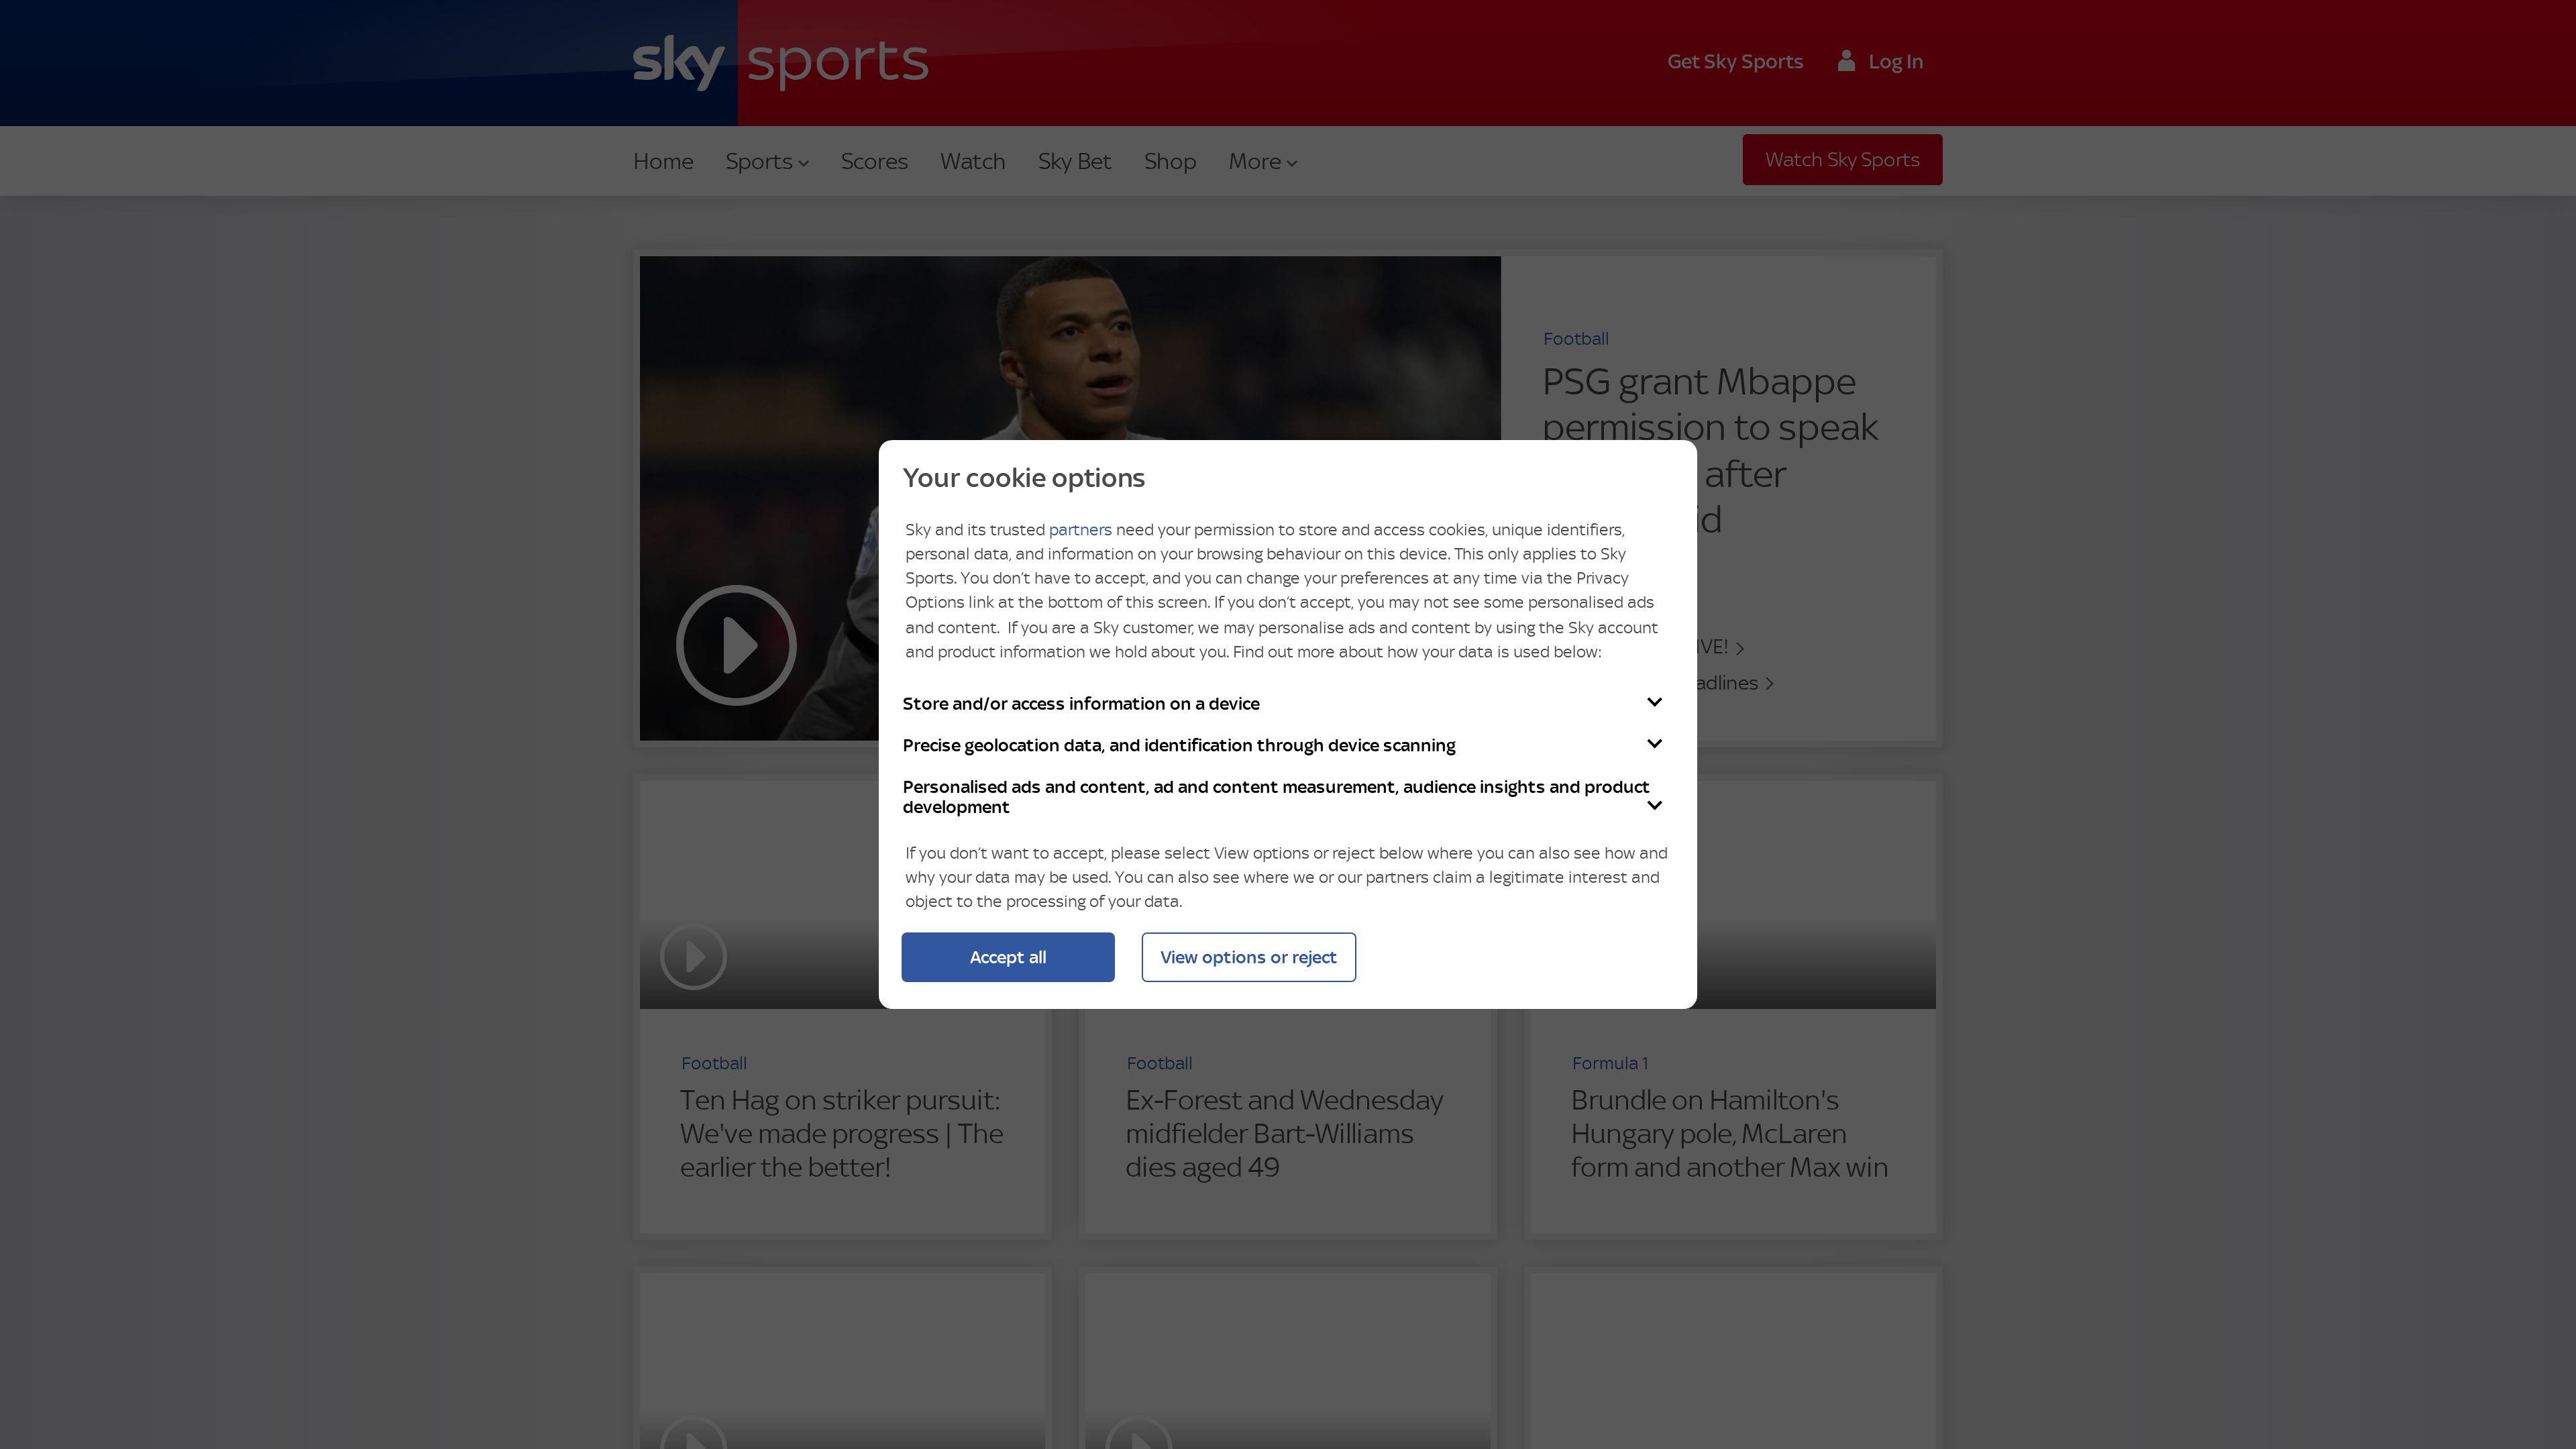 sky sports
Get Sky Sports
Log In
Home
Sports
Scores
Watch
Sky Bet
Shop
More
Watch Sky Sports
Football
PSG grant Mbappe
permission to speak
after
Your cookie options
Sky and its trusted partners need your permission to store and access cookies, unique identifiers,
personal data, and information on your browsing behaviour on this device. This only applies to Sky
Sports. You don't have to accept, and you can change your preferences at any time via the Privacy
Options link at the bottom of this screen. If you don't accept, you may not see some personalised ads
and content.  If you are a Sky customer, we may personalise ads and content by using the Sky account
and product information we hold about you. Find out more about how your data is used below:
Store and/or access information on a device
Precise geolocation data, and identification through device scanning
Personalised ads and content, ad and content measurement, audience insights and product
development
If you don't want to accept, please select View options or reject below where you can also see how and
why your data may be used. You can also see where we or our partners claim a legitimate interest and
object to the processing of your data.
Accept all
View options or reject
Football
Ten Hag on striker pursuit:
We've made progress | The
earlier the better!
Football
Ex-Forest and Wednesday
midfielder Bart-Williams
dies aged 49
Formula 1
Brundle on Hamilton's
Hungary pole, McLaren
form and another Max win